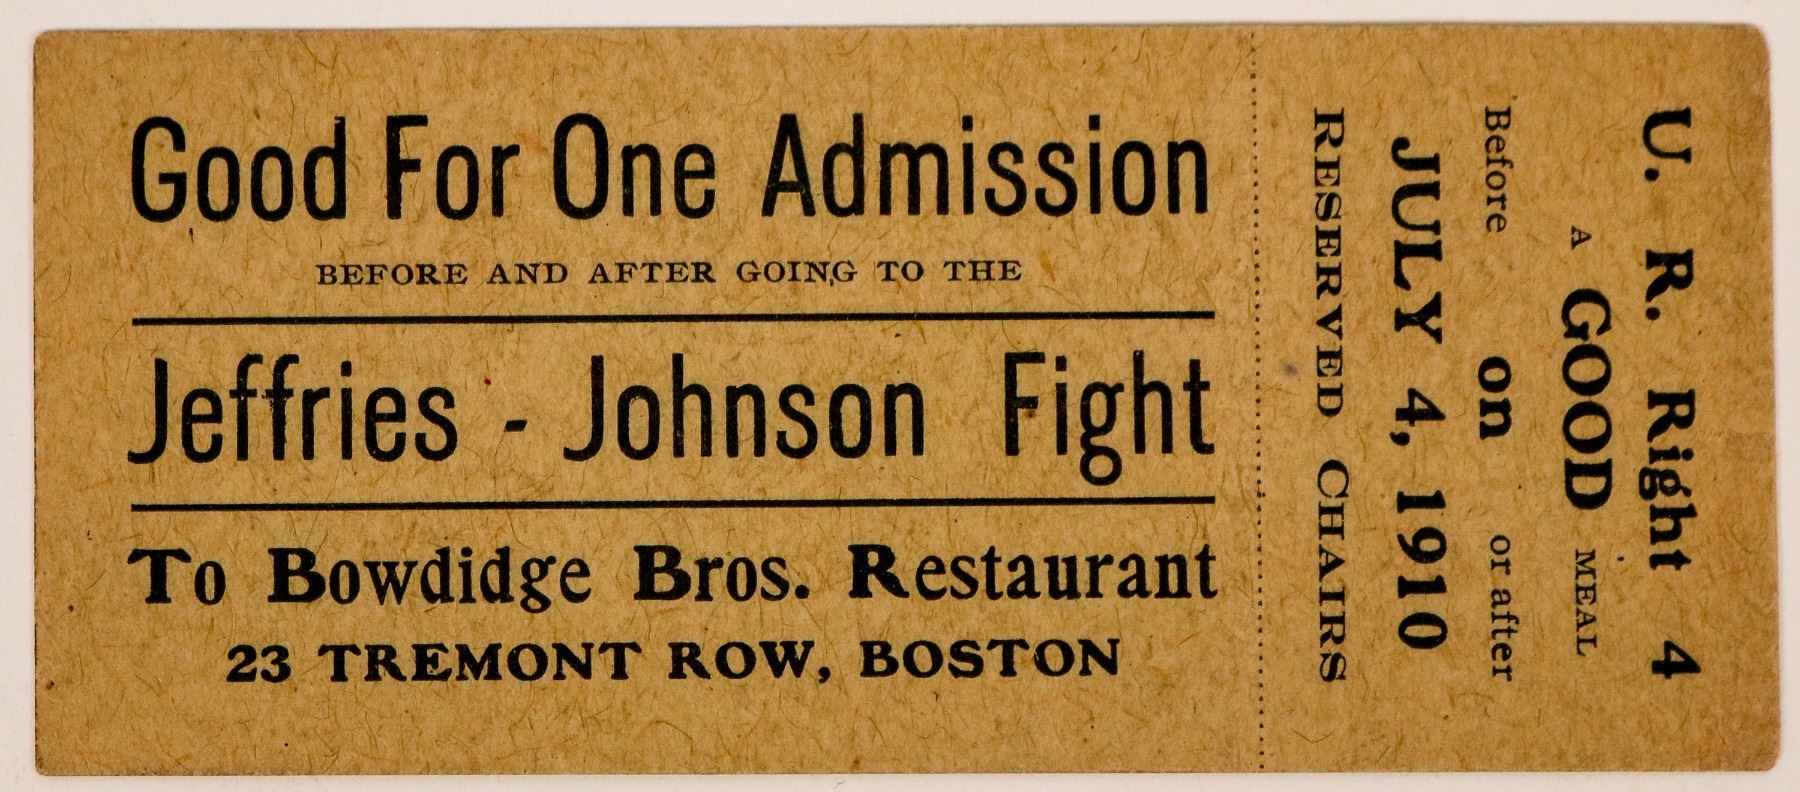 Good For One Admission
BEFORE AND AFTER GOING TO THE
Jeffries - Johnson Fight
To Bowdidge Bros. Restaurant
23 TREMONT ROW, BOSTON
U. R. Right 4
A GOOD MEAL
Before on or after
JULY 4, 1910
RESERVED CHAIRS